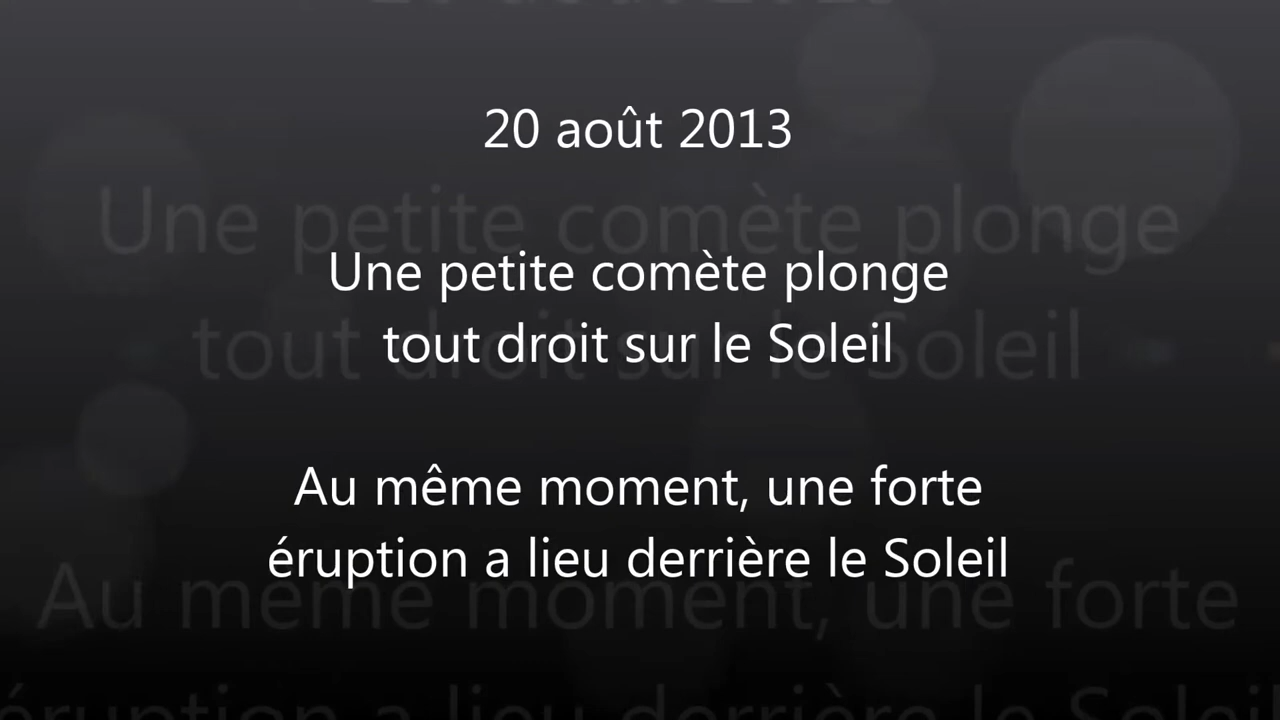 20 août 2013
Une petite comète plonge
tout droit sur le Soleil
Au même moment, une forte
éruption a lieu derrière le Soleil